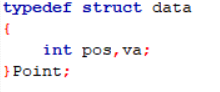 typedef struct data
{
    int pos,va;
}Point;